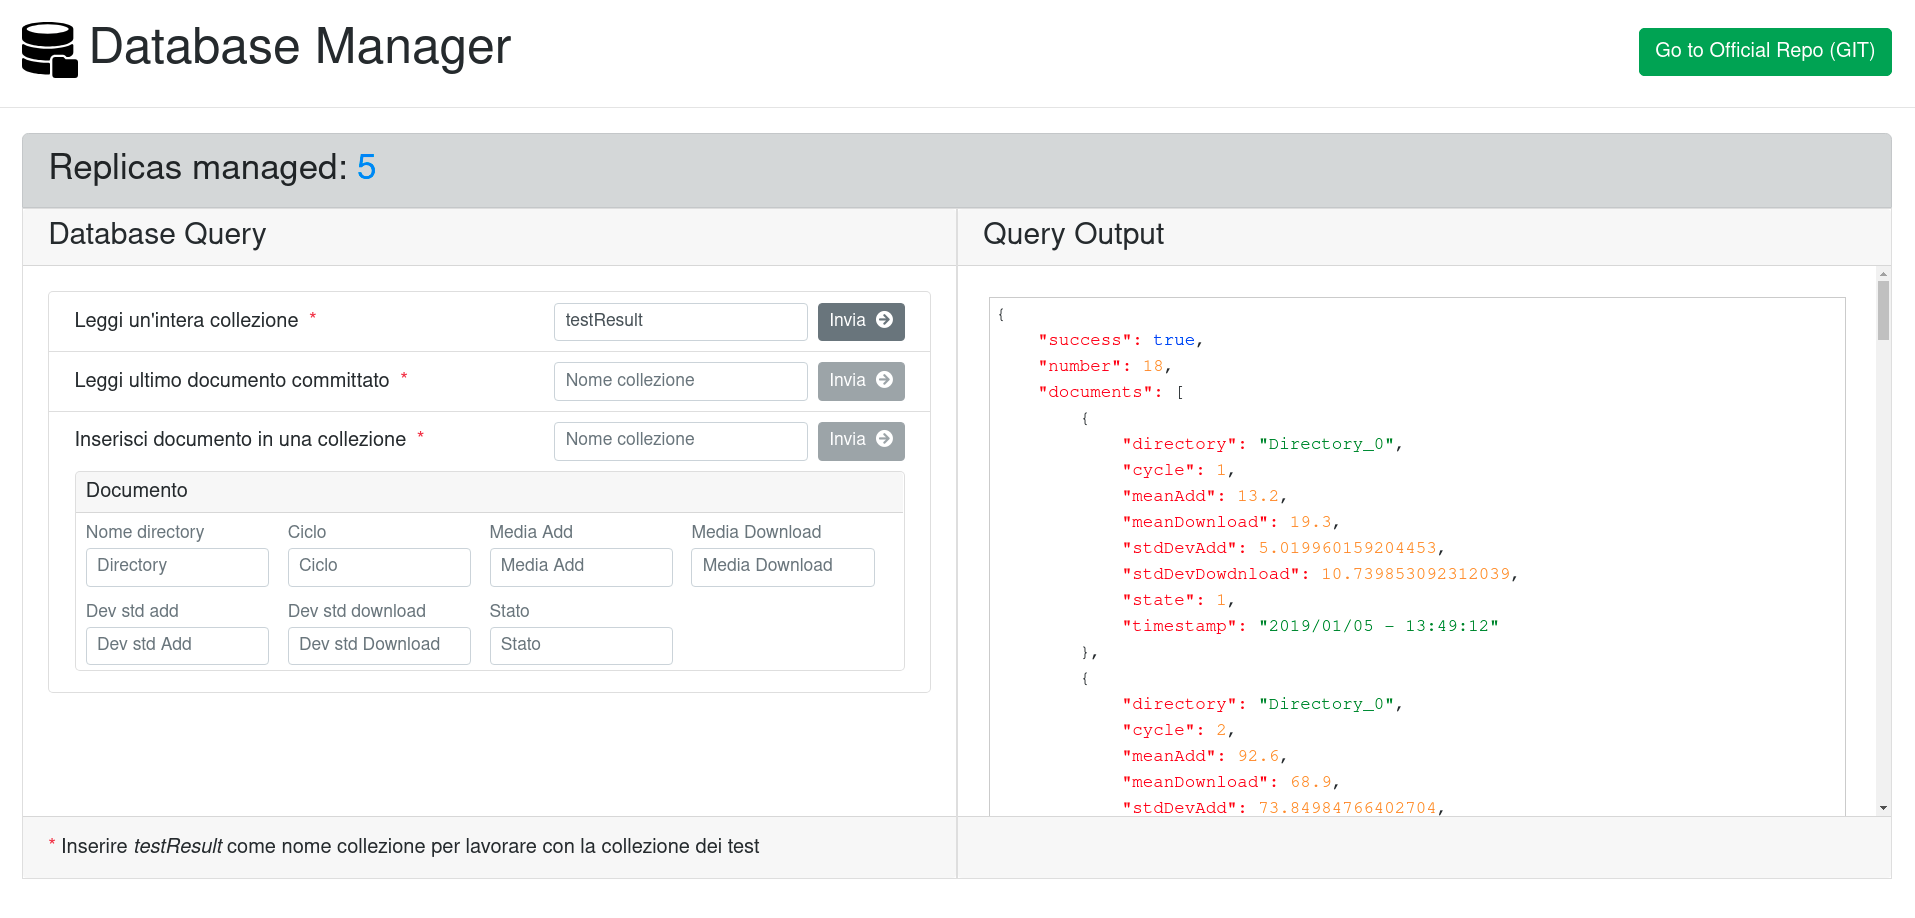 Database Manager
Go to Official Repo (GIT)
Replicas managed: 5
Database Query
Leggi un'intera collezione *
testResult
Invia
Leggi ultimo documento committato *
Nome collezione
Invia
Inserisci documento in una collezione *
Nome collezione
Invia
Documento
Nome directory
Ciclo
Media Add
Media Download
Directory
Ciclo
Media Add
Media Download
Dev std add
Dev std download
Stato
Dev std Add
Dev std Download
Stato
* Inserire testResult come nome collezione per lavorare con la collezione dei test
Query Output
{
"success": true,
"number": 18,
"documents": [
{
"directory": "Directory_0",
"cycle": 1,
"meanAdd": 13.2,
"meanDownload": 19.3,
"stdDevAdd": 5.019960159204453,
"stdDevDowdnload": 10.739853092312039,
"state": 1,
"timestamp": "2019/01/05 - 13:49:12"
},
{
"directory": "Directory_0",
"cycle": 2,
"meanAdd": 92.6,
"meanDownload": 68.9,
"stdDevAdd": 73.84984766402704,